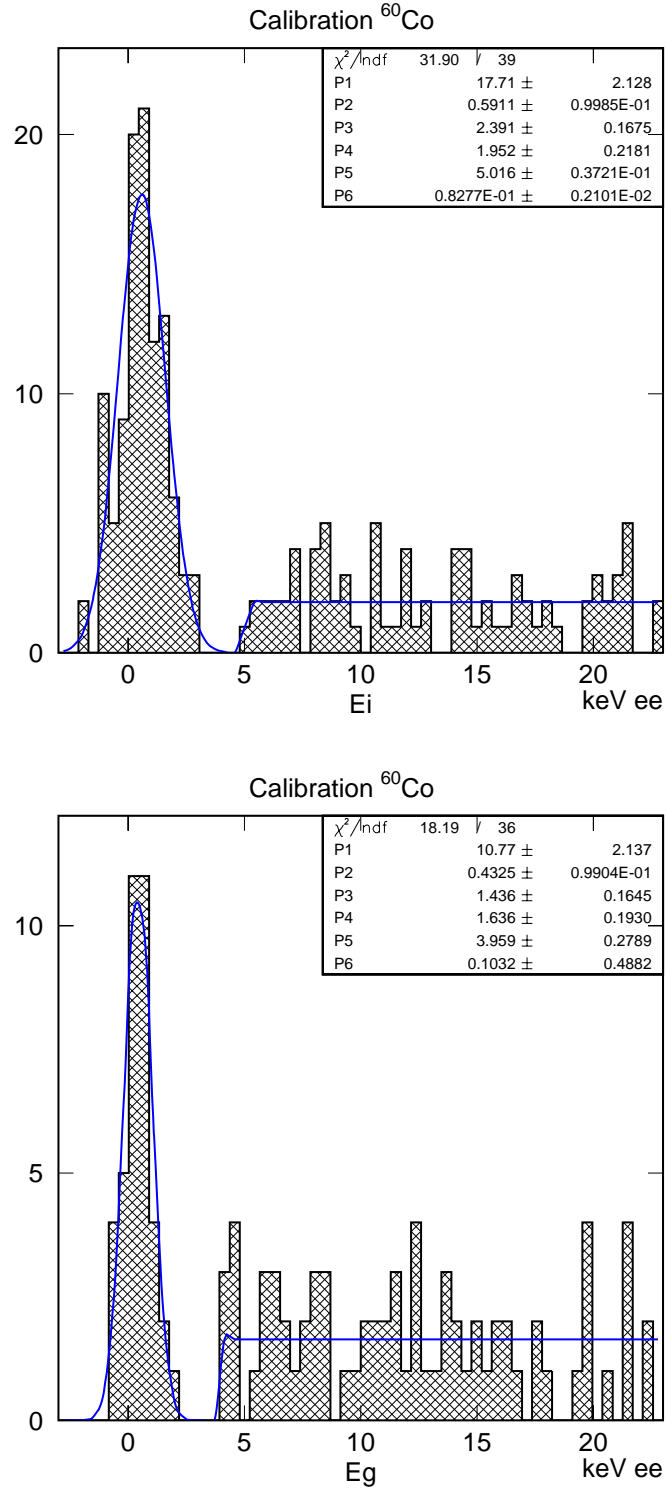 Calibration ⁶⁰Co
χ²/ndf 31.90 / 39
P1 17.71 ± 2.128
P2 0.5911 ± 0.9985E-01
P3 2.391 ± 0.1675
P4 1.952 ± 0.2181
P5 5.016 ± 0.3721E-01
P6 0.8277E-01 ± 0.2101E-02
20
10
0
0 5 10 15 20
Ei keV ee
Calibration ⁶⁰Co
χ²/ndf 18.19 / 36
P1 10.77 ± 2.137
P2 0.4325 ± 0.9904E-01
P3 1.436 ± 0.1645
P4 1.636 ± 0.1930
P5 3.959 ± 0.2789
P6 0.1032 ± 0.4882
10
5
0
0 5 10 15 20
Eg keV ee